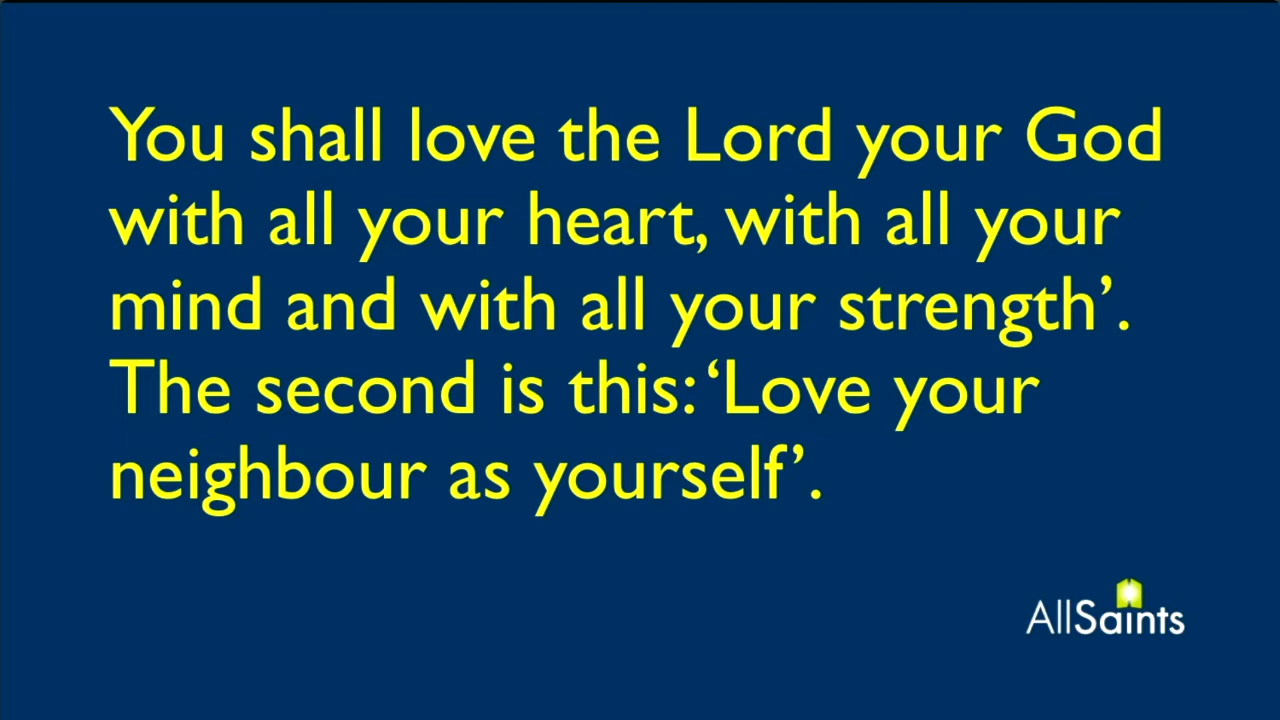 You shall love the Lord your God
with all your heart, with all your
mind and with all your strength’.
The second is this: ‘Love your
neighbour as yourself’.
AllSaints